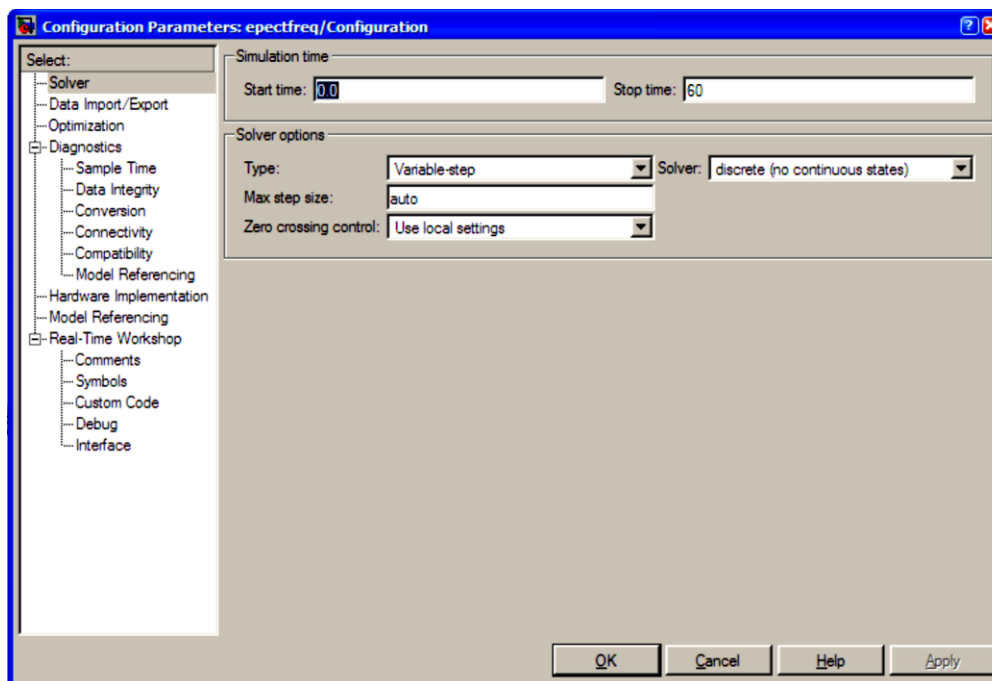 Configuration Parameters: epectfreq/Configuration
Select:
Solver
Data Import/Export
Optimization
Diagnostics
Sample Time
Data Integrity
Conversion
Connectivity
Compatibility
Model Referencing
Hardware Implementation
Model Referencing
Real-Time Workshop
Comments
Symbols
Custom Code
Debug
Interface
Simulation time
Start time: 0.0 Stop time: 60
Solver options
Type: Variable-step Solver: discrete (no continuous states)
Max step size: auto
Zero crossing control: Use local settings
OK Cancel Help Apply